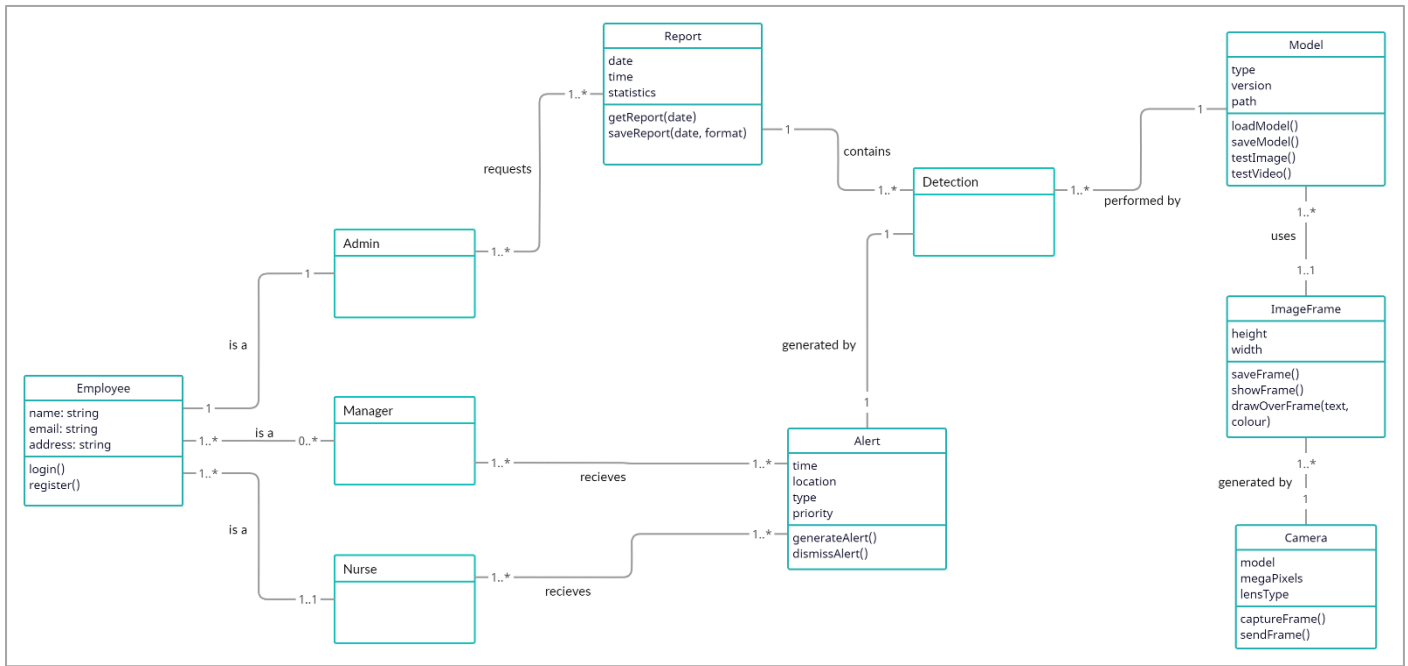 Report
date
time
statistics
getReport(date)
saveReport(date, format)
Model
type
version
path
loadModel()
saveModel()
testImage()
testVideo()
1..*
1
1
contains
requests
Detection
1..*
1..*
performed by
1..*
uses
1..1
Admin
1..*
1
1
is a
generated by
ImageFrame
height
width
saveFrame()
showFrame()
drawOverFrame(text,
colour)
Employee
name: string
email: string
address: string
login()
register()
1
1..*
is a
0..*
1..*
Manager
1
Alert
time
location
type
priority
generateAlert()
dismissAlert()
1..*
recieves
1..*
1..*
generated by
1
is a
1..*
recieves
1..*
Nurse
1..1
Camera
model
megaPixels
lensType
captureFrame()
sendFrame()